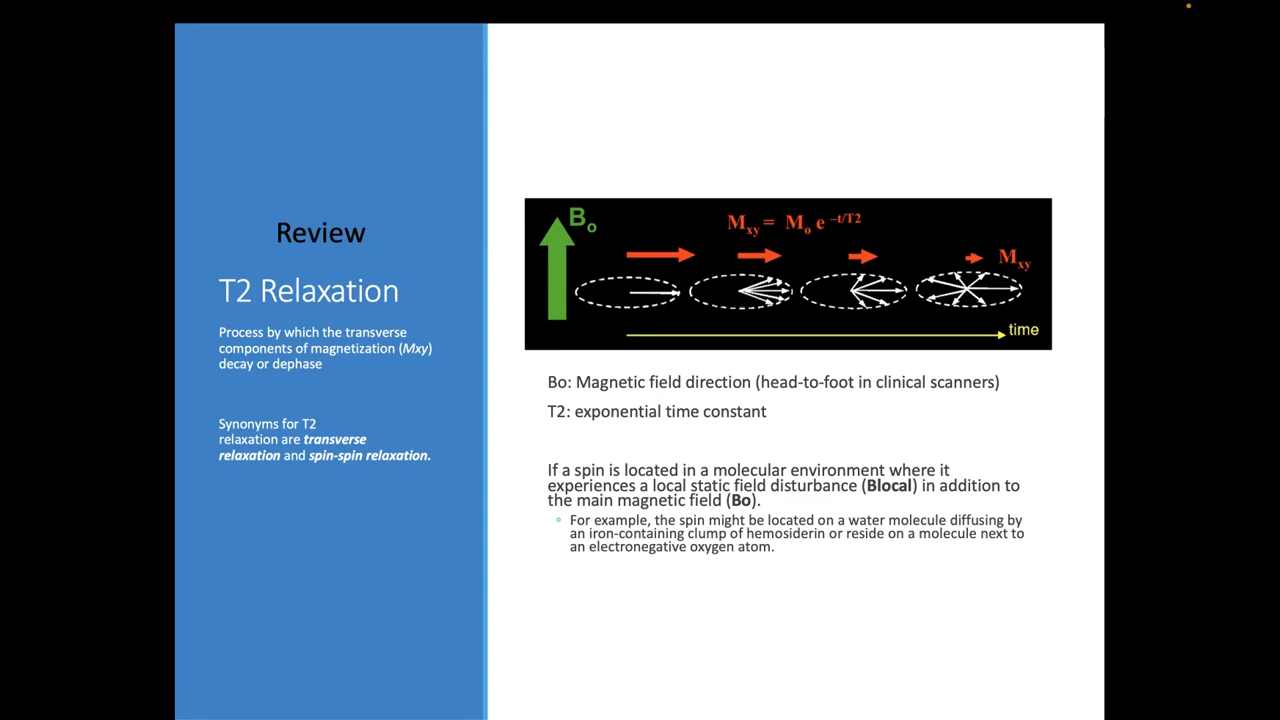 Review
T2 Relaxation
Process by which the transverse
components of magnetization (Mxy)
decay or dephase
Synonyms for T2
relaxation are transverse
relaxation and spin-spin relaxation.
Bo
Mxy = Mo e –t/T2
Mxy
time
Bo: Magnetic field direction (head-to-foot in clinical scanners)
T2: exponential time constant
If a spin is located in a molecular environment where it
experiences a local static field disturbance (Blocal) in addition to
the main magnetic field (Bo).
◦ For example, the spin might be located on a water molecule diffusing by
an iron-containing clump of hemosiderin or reside on a molecule next to
an electronegative oxygen atom.